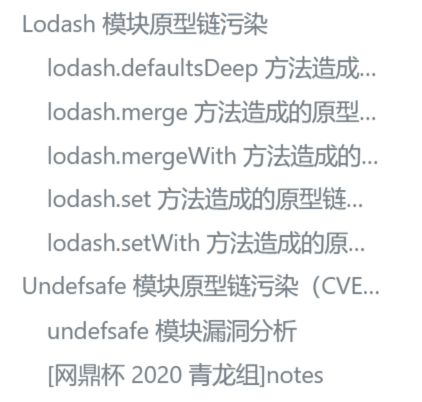 Lodash 模块原型链污染
lodash.defaultsDeep 方法造成...
lodash.merge 方法造成的原型...
lodash.mergeWith 方法造成的...
lodash.set 方法造成的原型链...
lodash.setWith 方法造成的原...
Undefsafe 模块原型链污染（CVE...
undefsafe 模块漏洞分析
[网鼎杯 2020 青龙组]notes